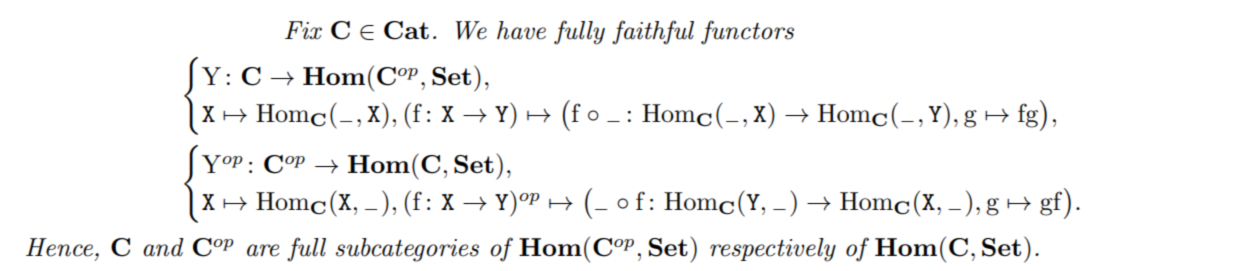 Fix C ∈ Cat. We have fully faithful functors
Y: C → Hom(C^{op}, Set),
X ↦ Hom_C(_, X), (f: X → Y) ↦ (f ∘ _: Hom_C(_, X) → Hom_C(_, Y), g ↦ fg),
Y^{op}: C^{op} → Hom(C, Set),
X ↦ Hom_C(X, _), (f: X → Y)^{op} ↦ (_ ∘ f: Hom_C(Y, _) → Hom_C(X, _), g ↦ gf).
Hence, C and C^{op} are full subcategories of Hom(C^{op}, Set) respectively of Hom(C, Set).